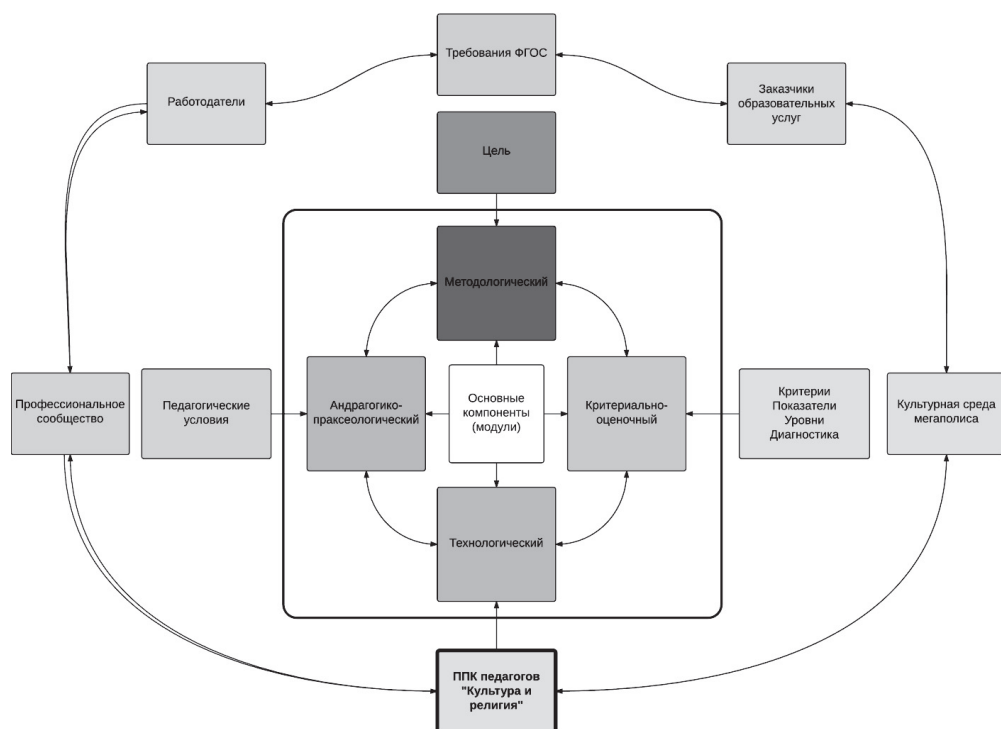 Требования ФГОС
Работодатели
Заказчики
образовательных
услуг
Цель
Методологический
Профессиональное
сообщество
Педагогические
условия
Андрагогико-
праксеологический
Основные
компоненты
(модули)
Критериально-
оценочный
Критерии
Показатели
Уровни
Диагностика
Культурная среда
мегаполиса
Технологический
ППК педагогов
"Культура и
религия"